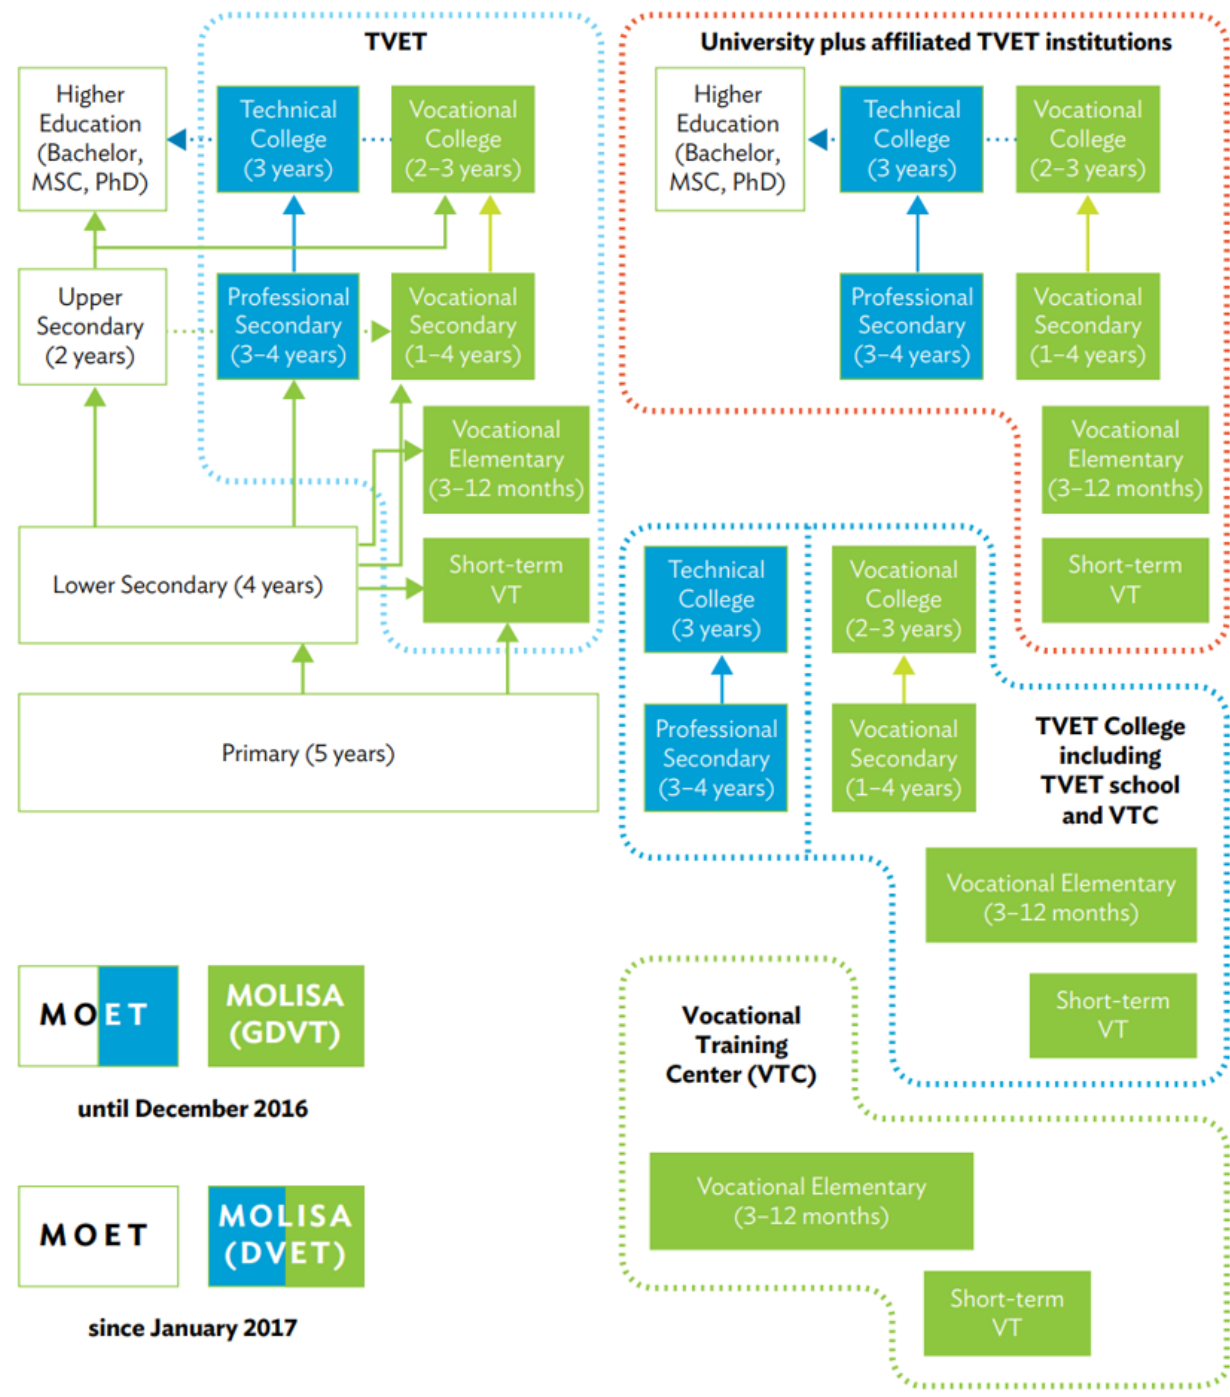 TVET
Higher
Education
(Bachelor,
MSC, PhD)
Technical
College
(3 years)
Vocational
College
(2–3 years)
Upper
Secondary
(2 years)
Professional
Secondary
(3–4 years)
Vocational
Secondary
(1–4 years)
Vocational
Elementary
(3–12 months)
Lower Secondary (4 years)
Short-term
VT
Primary (5 years)
University plus affiliated TVET institutions
Higher
Education
(Bachelor,
MSC, PhD)
Technical
College
(3 years)
Vocational
College
(2–3 years)
Professional
Secondary
(3–4 years)
Vocational
Secondary
(1–4 years)
Vocational
Elementary
(3–12 months)
Short-term
VT
Technical
College
(3 years)
Vocational
College
(2–3 years)
Professional
Secondary
(3–4 years)
Vocational
Secondary
(1–4 years)
TVET College
including
TVET school
and VTC
Vocational Elementary
(3–12 months)
Short-term
VT
Vocational
Training
Center (VTC)
Vocational Elementary
(3–12 months)
Short-term
VT
MOET
MOLISA
(GDVT)
until December 2016
MOET
MOLISA
(DVET)
since January 2017